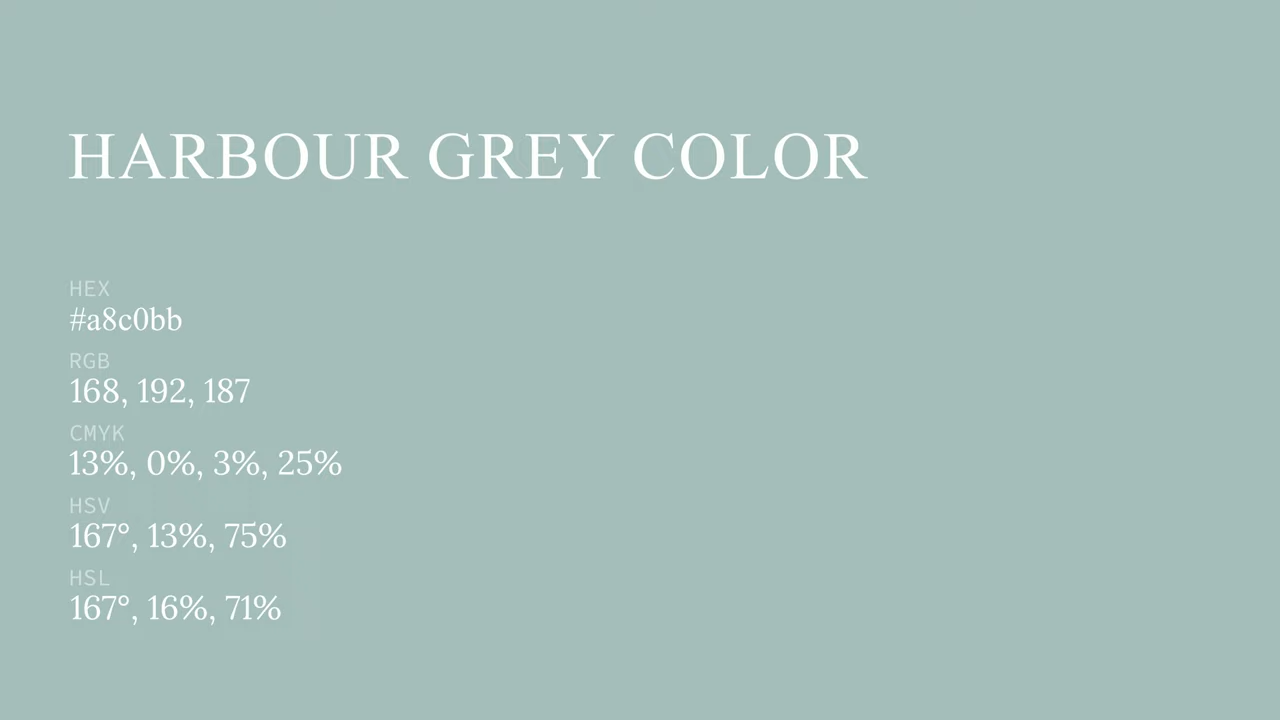 HARBOUR GREY COLOR
HEX
#a8c0bb
RGB
168, 192, 187
CMYK
13%, 0%, 3%, 25%
HSV
167°, 13%, 75%
HSL
167°, 16%, 71%